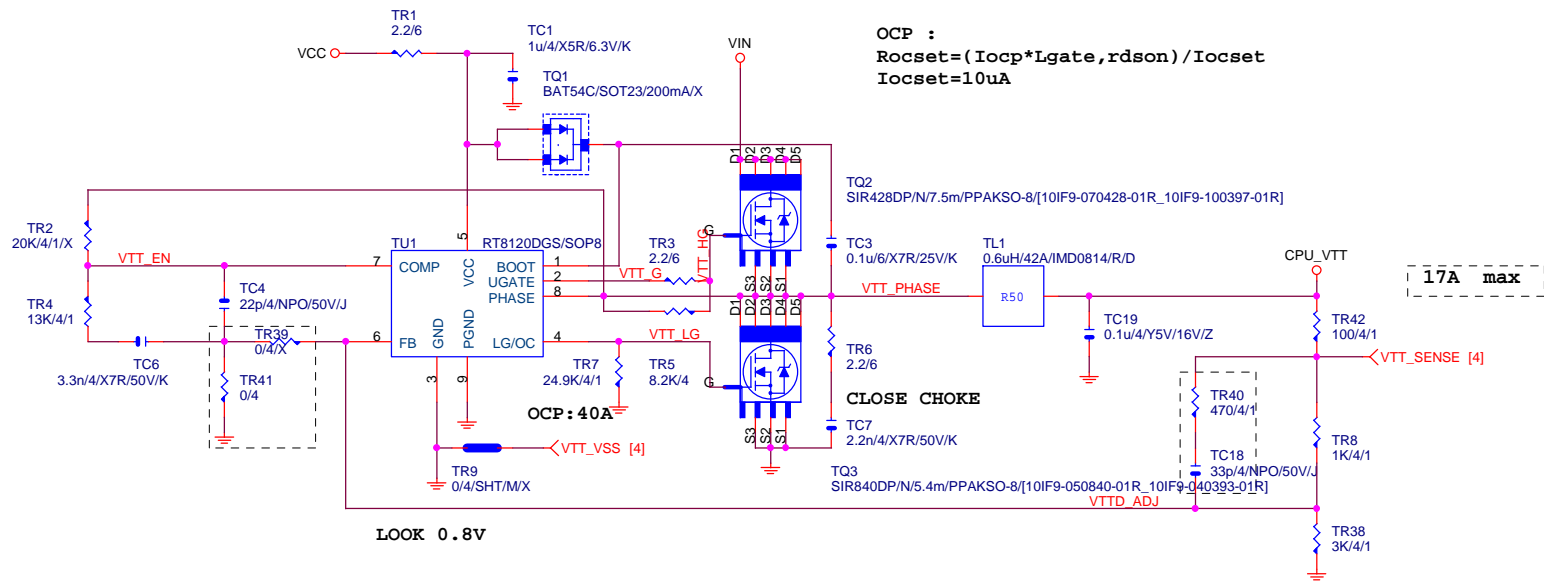 TR1
2.2/6
VCC
TC1
1u/4/X5R/6.3V/K
TQ1
BAT54C/SOT23/200mA/X
VIN
OCP :
Rocset=(Iocp*Lgate,rdson)/Iocset
Iocset=10uA
D1
D2
D3
D4
D5
G
S3
S2
S1
TQ2
SIR428DP/N/7.5m/PPAKSO-8/[10IF9-070428-01R_10IF9-100397-01R]
TR2
20K/4/1/X
VTT_EN
TR4
13K/4/1
TC4
22p/4/NPO/50V/J
TC6
3.3n/4/X7R/50V/K
TR39
0/4/X
TR41
0/4
TU1
RT8120DGS/SOP8
5
7
COMP
VCC
BOOT
1
UGATE
2
PHASE
8
6
FB
GND
PGND
LG/OC
4
3
9
VTT_G
TR3
2.2/6
VTT_HG
VTT_LG
TR7
24.9K/4/1
TR5
8.2K/4
OCP:40A
VTT_VSS [4]
TR9
0/4/SHT/M/X
LOOK 0.8V
TC3
0.1u/6/X7R/25V/K
VTT_PHASE
D1
D2
D3
D4
D5
G
S3
S2
S1
TR6
2.2/6
CLOSE CHOKE
TC7
2.2n/4/X7R/50V/K
TQ3
SIR840DP/N/5.4m/PPAKSO-8/[10IF9-050840-01R_10IF9-040393-01R]
TL1
0.6uH/42A/IMD0814/R/D
R50
TC19
0.1u/4/Y5V/16V/Z
CPU_VTT
17A max
TR42
100/4/1
VTT_SENSE [4]
TR40
470/4/1
TC18
33p/4/NPO/50V/J
TR8
1K/4/1
VTTD_ADJ
TR38
3K/4/1